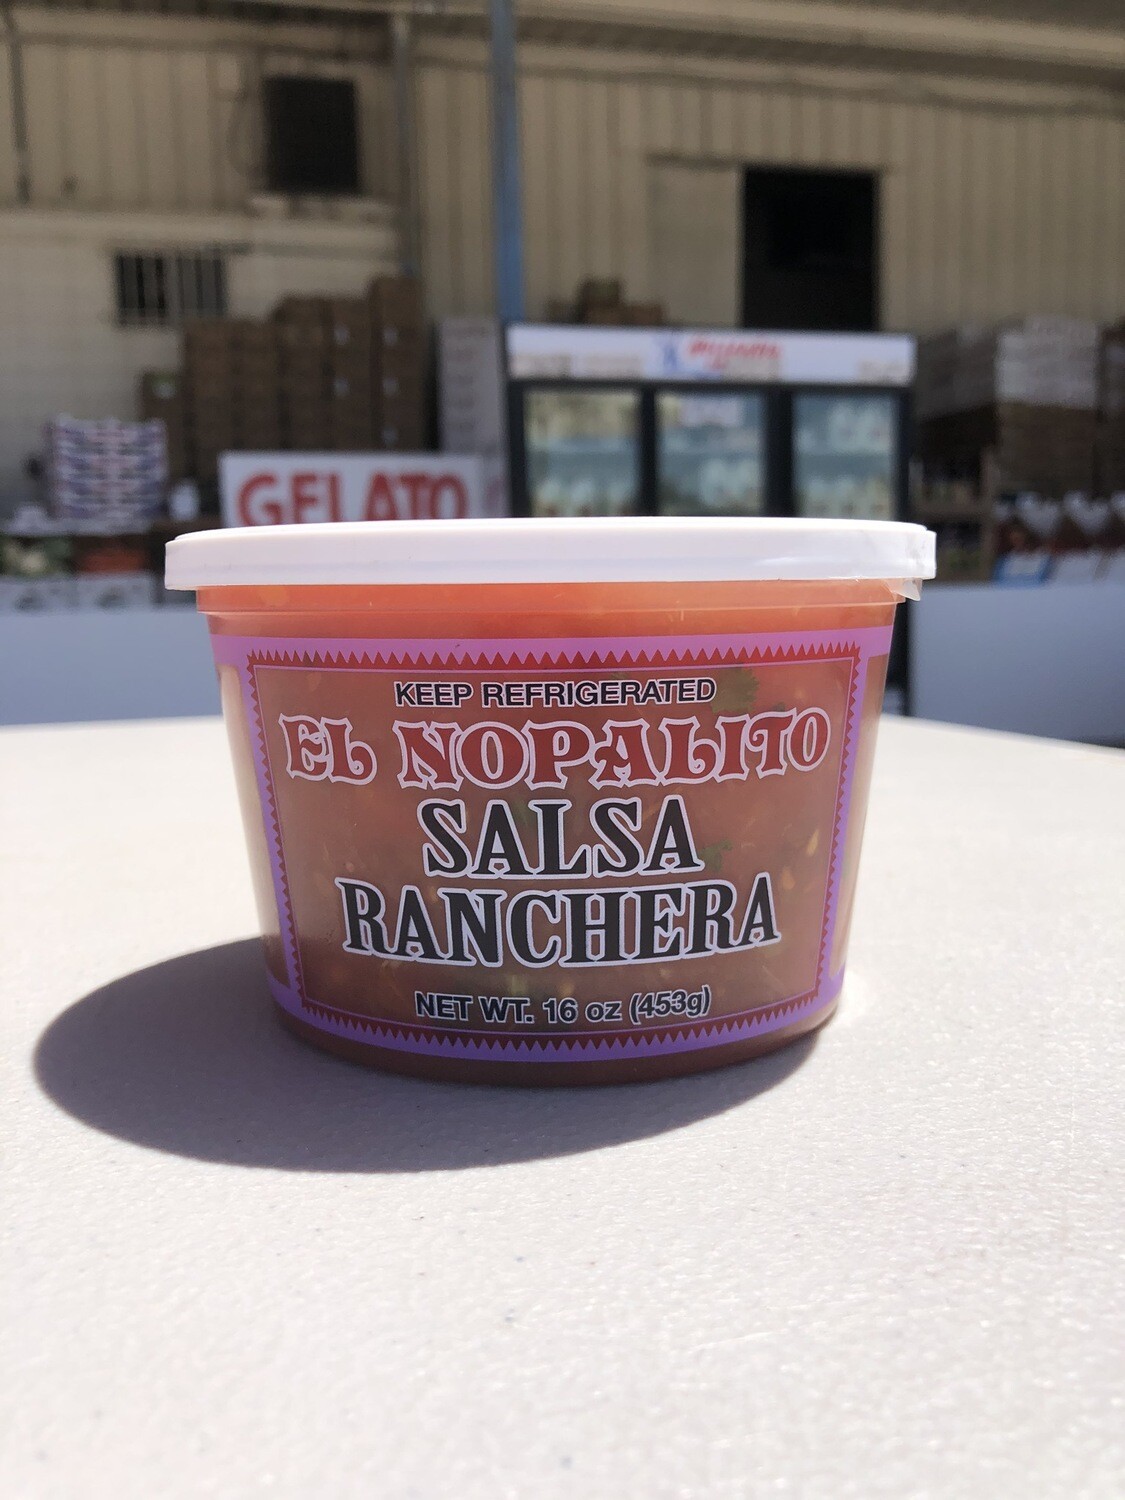 GELATO
KEEP REFRIGERATED
EL NOPALITO
SALSA
RANCHERA
NET WT. 16 oz (453g)